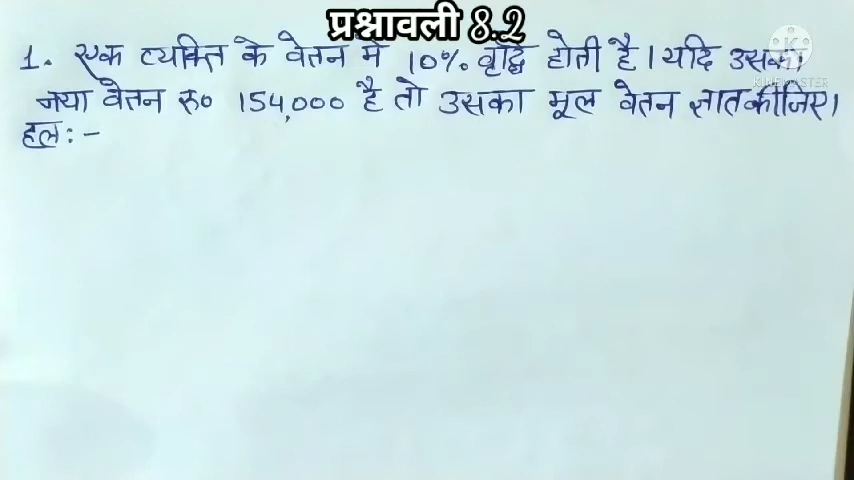 प्रश्नावली 8.2
1. एक व्यक्ति के वेतन में 10% वृद्धि होती है। यदि उसका
नया वेतन रु० 154,000 है तो उसका मूल वेतन ज्ञात कीजिए।
हल:-
KINEMASTER